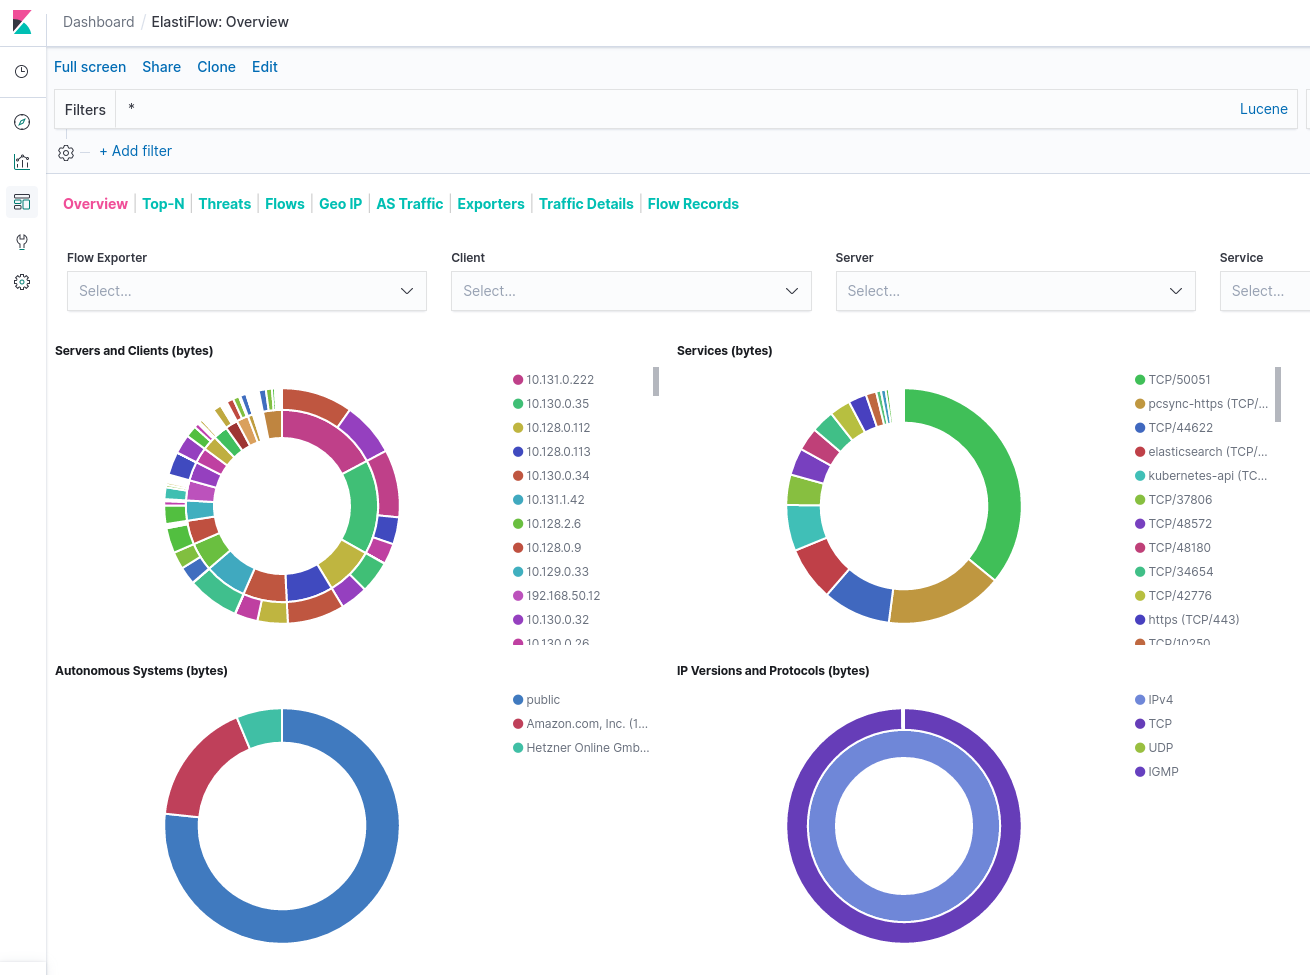 Dashboard / ElastiFlow: Overview
Full screen Share Clone Edit
Filters * Lucene
+ Add filter
Overview Top-N Threats Flows Geo IP AS Traffic Exporters Traffic Details Flow Records
Flow Exporter Client Server Service
Select... Select... Select... Select...
Servers and Clients (bytes)
10.131.0.222
10.130.0.35
10.128.0.112
10.128.0.113
10.130.0.34
10.131.1.42
10.128.2.6
10.128.0.9
10.129.0.33
192.168.50.12
10.130.0.32
10.130.0.26
Services (bytes)
TCP/50051
pcsync-https (TCP/...
TCP/44622
elasticsearch (TCP/...
kubernetes-api (TC...
TCP/37806
TCP/48572
TCP/48180
TCP/34654
TCP/42776
https (TCP/443)
TCP/10250
Autonomous Systems (bytes)
public
Amazon.com, Inc. (1...
Hetzner Online Gmb...
IP Versions and Protocols (bytes)
IPv4
TCP
UDP
IGMP